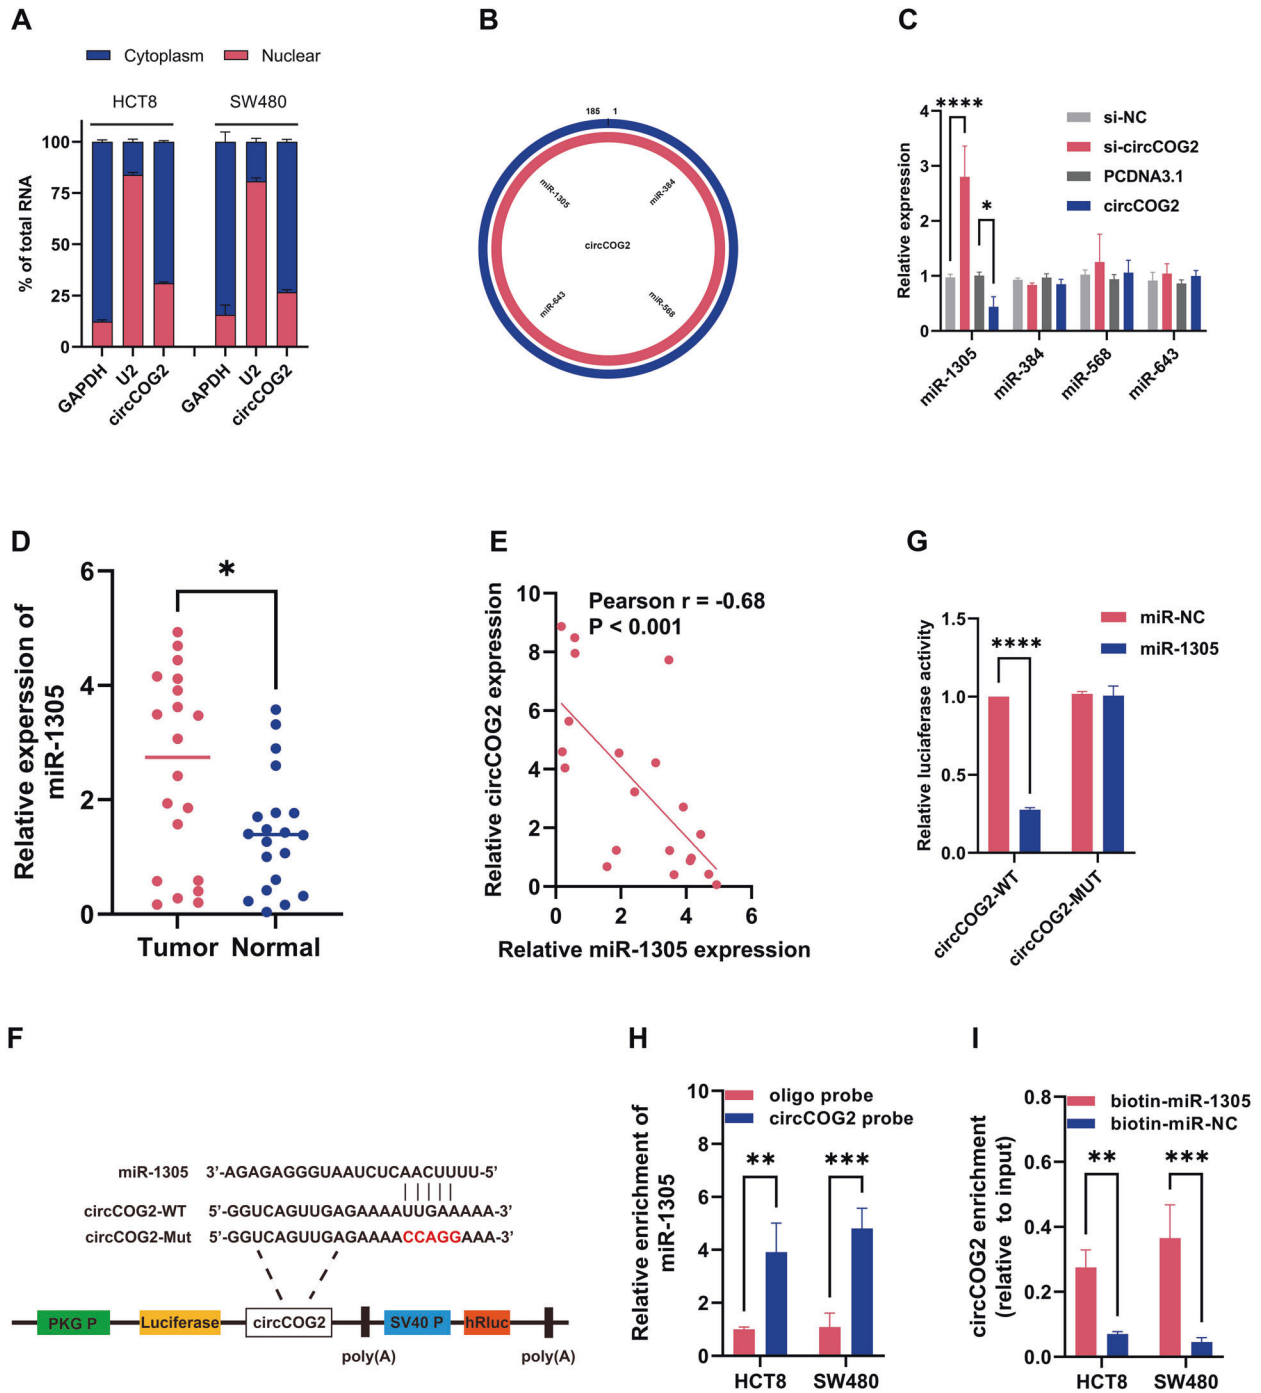 A
Cytoplasm Nuclear
HCT8 SW480
% of total RNA
100
75
50
25
0
GAPDH U2 circCOG2 GAPDH U2 circCOG2
B
185 1
miR-1305 miR-384
circCOG2
miR-643 miR-568
C
Relative expression
4
3
2
1
0
**** *
si-NC
si-circCOG2
PCDNA3.1
circCOG2
miR-1305 miR-384 miR-568 miR-643
D
Relative experssion of
miR-1305
6
4
2
0
*
Tumor Normal
E
Relative circCOG2 expression
10
8
6
4
2
0
Pearson r = -0.68
P < 0.001
0 2 4 6
Relative miR-1305 expression
G
Relative luciaferase activity
1.5
1.0
0.5
0.0
****
miR-NC
miR-1305
circCOG2-WT circCOG2-MUT
F
miR-1305 3’-AGAGAGGGUAAUCUCAACUUUU-5’
circCOG2-WT 5’-GGUCAGUUGAGAAAAUUGAAAAA-3’
circCOG2-Mut 5’-GGUCAGUUGAGAAAACCAGGAAA-3’
PKG P Luciferase circCOG2 SV40 P hRluc
poly(A) poly(A)
H
Relative enrichment of
miR-1305
10
8
6
4
2
0
oligo probe
circCOG2 probe
** ***
HCT8 SW480
I
circCOG2 enrichment
(relative to input)
0.8
0.6
0.4
0.2
0.0
biotin-miR-1305
biotin-miR-NC
** ***
HCT8 SW480